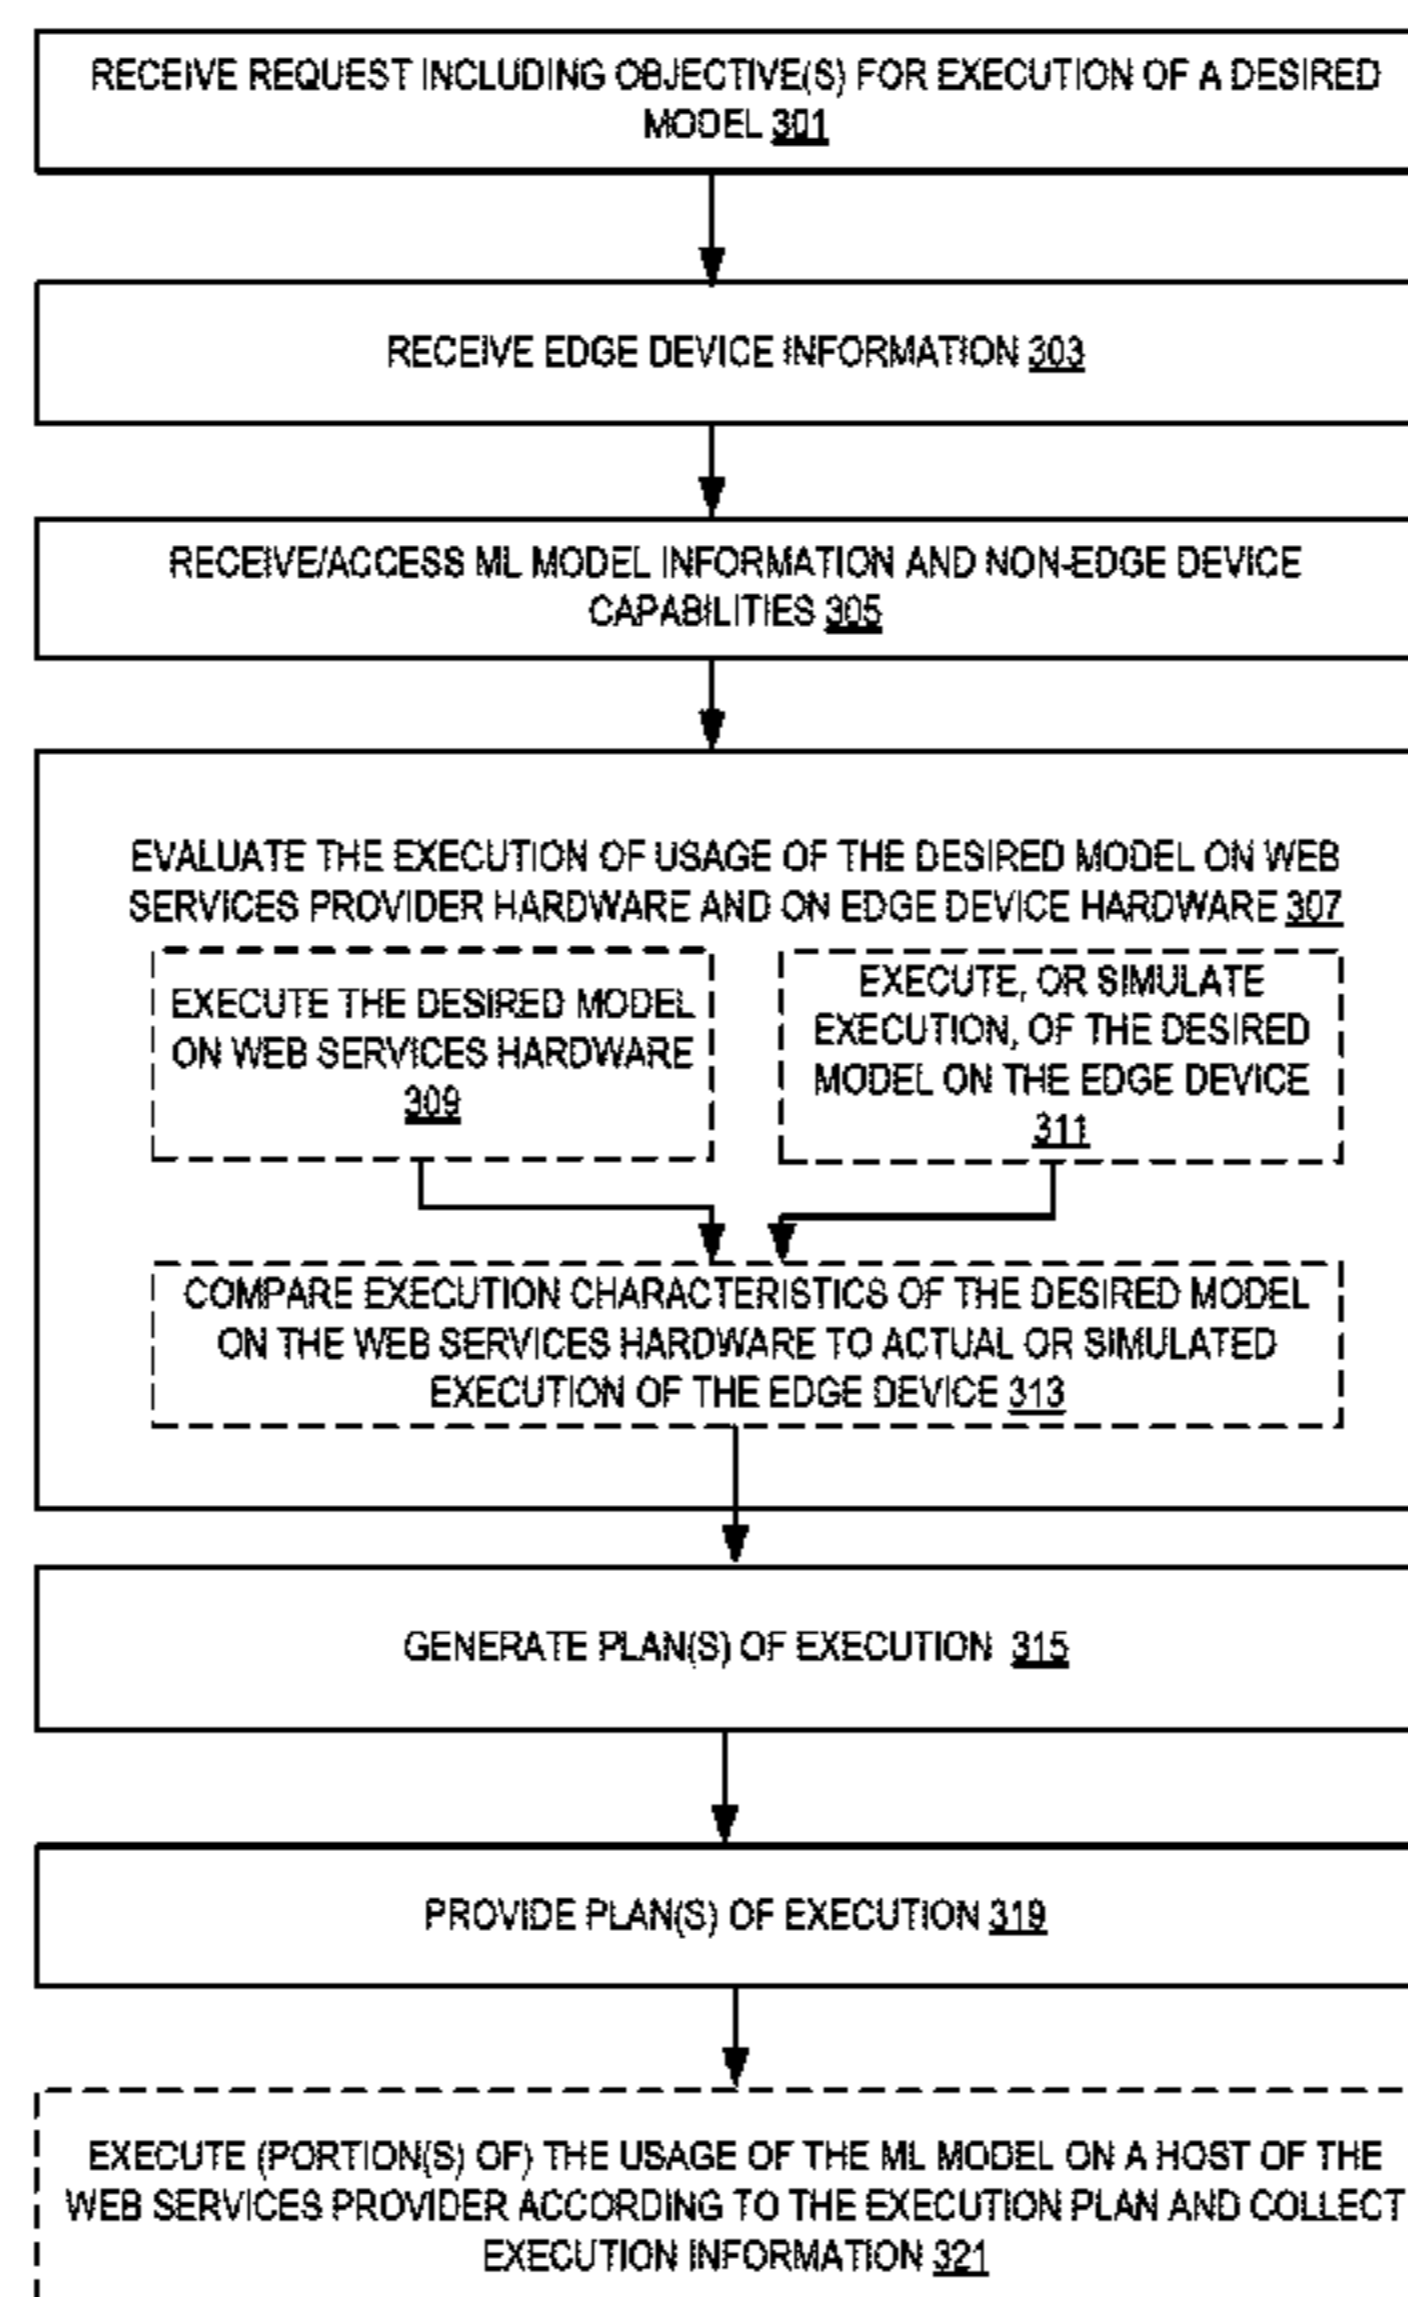 RECEIVE REQUEST INCLUDING OBJECTIVE(S) FOR EXECUTION OF A DESIRED
MODEL 301
RECEIVE EDGE DEVICE INFORMATION 303
RECEIVE/ACCESS ML MODEL INFORMATION AND NON-EDGE DEVICE
CAPABILITIES 305
EVALUATE THE EXECUTION OF USAGE OF THE DESIRED MODEL ON WEB
SERVICES PROVIDER HARDWARE AND ON EDGE DEVICE HARDWARE 307
EXECUTE THE DESIRED MODEL
ON WEB SERVICES HARDWARE
309
EXECUTE, OR SIMULATE
EXECUTION, OF THE DESIRED
MODEL ON THE EDGE DEVICE
311
COMPARE EXECUTION CHARACTERISTICS OF THE DESIRED MODEL
ON THE WEB SERVICES HARDWARE TO ACTUAL OR SIMULATED
EXECUTION OF THE EDGE DEVICE 313
GENERATE PLAN(S) OF EXECUTION 315
PROVIDE PLAN(S) OF EXECUTION 319
EXECUTE (PORTION(S) OF) THE USAGE OF THE ML MODEL ON A HOST OF THE
WEB SERVICES PROVIDER ACCORDING TO THE EXECUTION PLAN AND COLLECT
EXECUTION INFORMATION 321